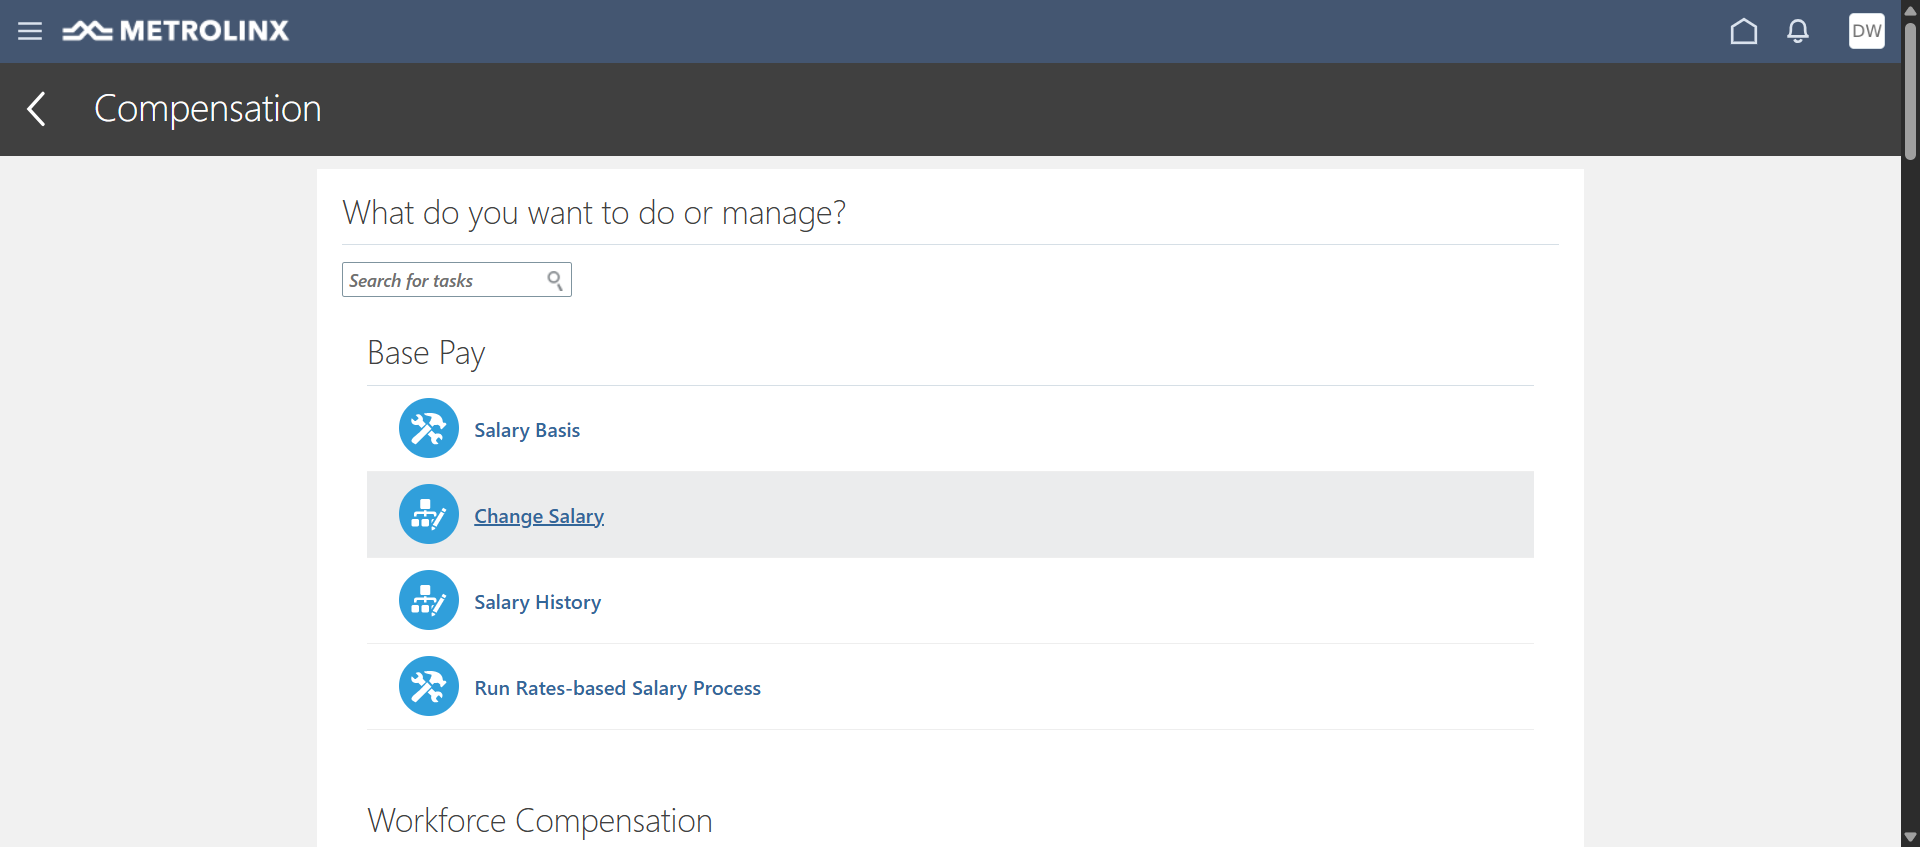 METROLINX
DW
Compensation
What do you want to do or manage?
Search for tasks
Base Pay
Salary Basis
Change Salary
Salary History
Run Rates-based Salary Process
Workforce Compensation